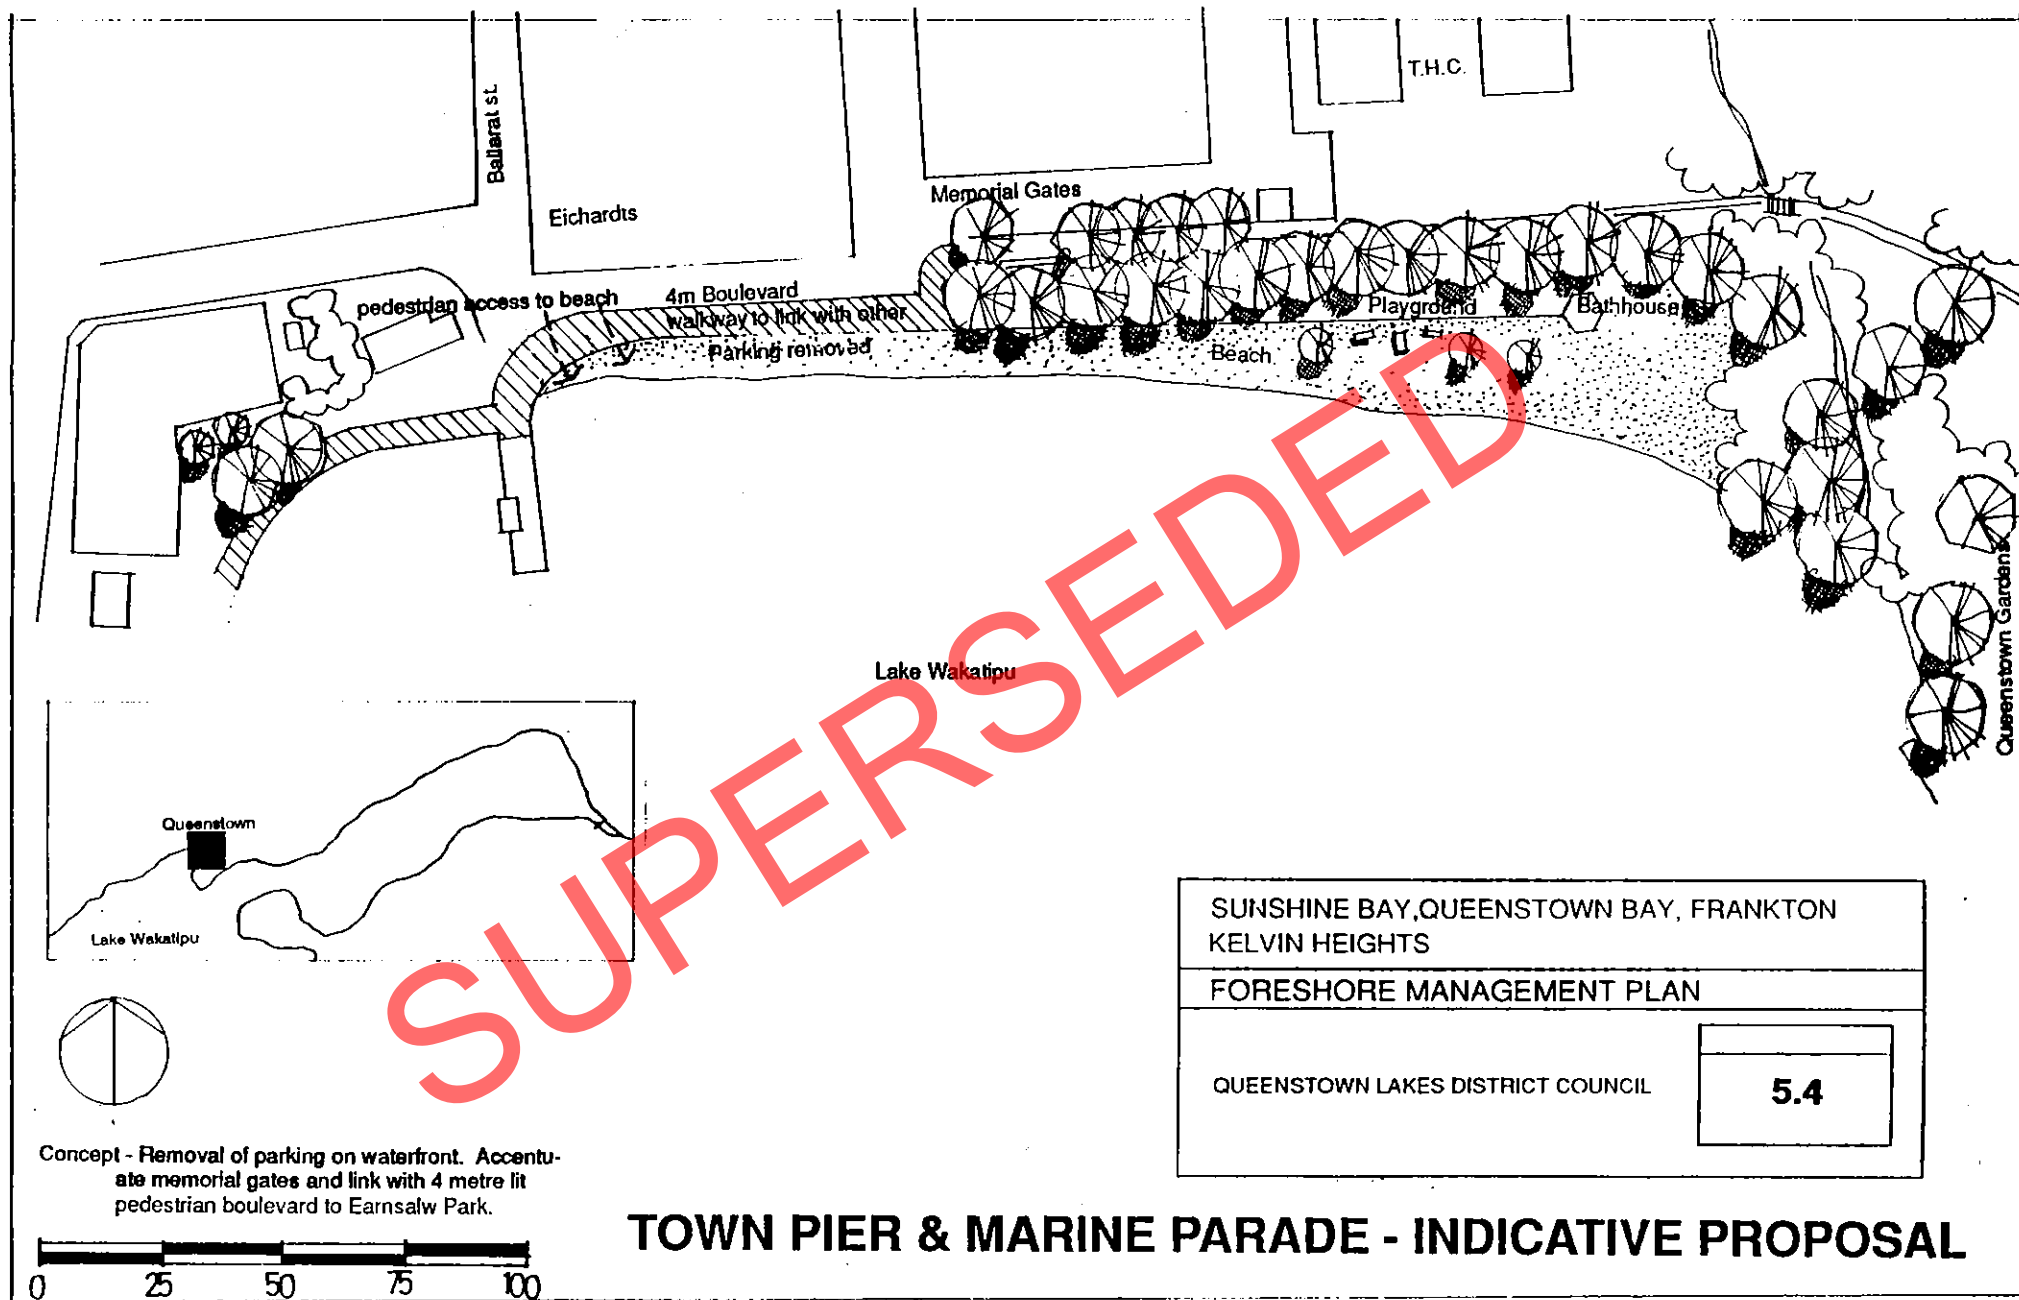 T.H.C.
Ballarat st.
Memorial Gates
Eichardts
pedestrian access to beach
4m Boulevard
walkway to link with other
Parking removed
Playground
Bathhouse
Beach
Queenstown Gardens
Lake Wakatipu
SUPERSEDED
Queenstown
Lake Wakatipu
SUNSHINE BAY,QUEENSTOWN BAY, FRANKTON
KELVIN HEIGHTS
FORESHORE MANAGEMENT PLAN
QUEENSTOWN LAKES DISTRICT COUNCIL
5.4
Concept - Removal of parking on waterfront. Accentu-
ate memorial gates and link with 4 metre lit
pedestrian boulevard to Earnsalw Park.
0 25 50 75 100
TOWN PIER & MARINE PARADE - INDICATIVE PROPOSAL